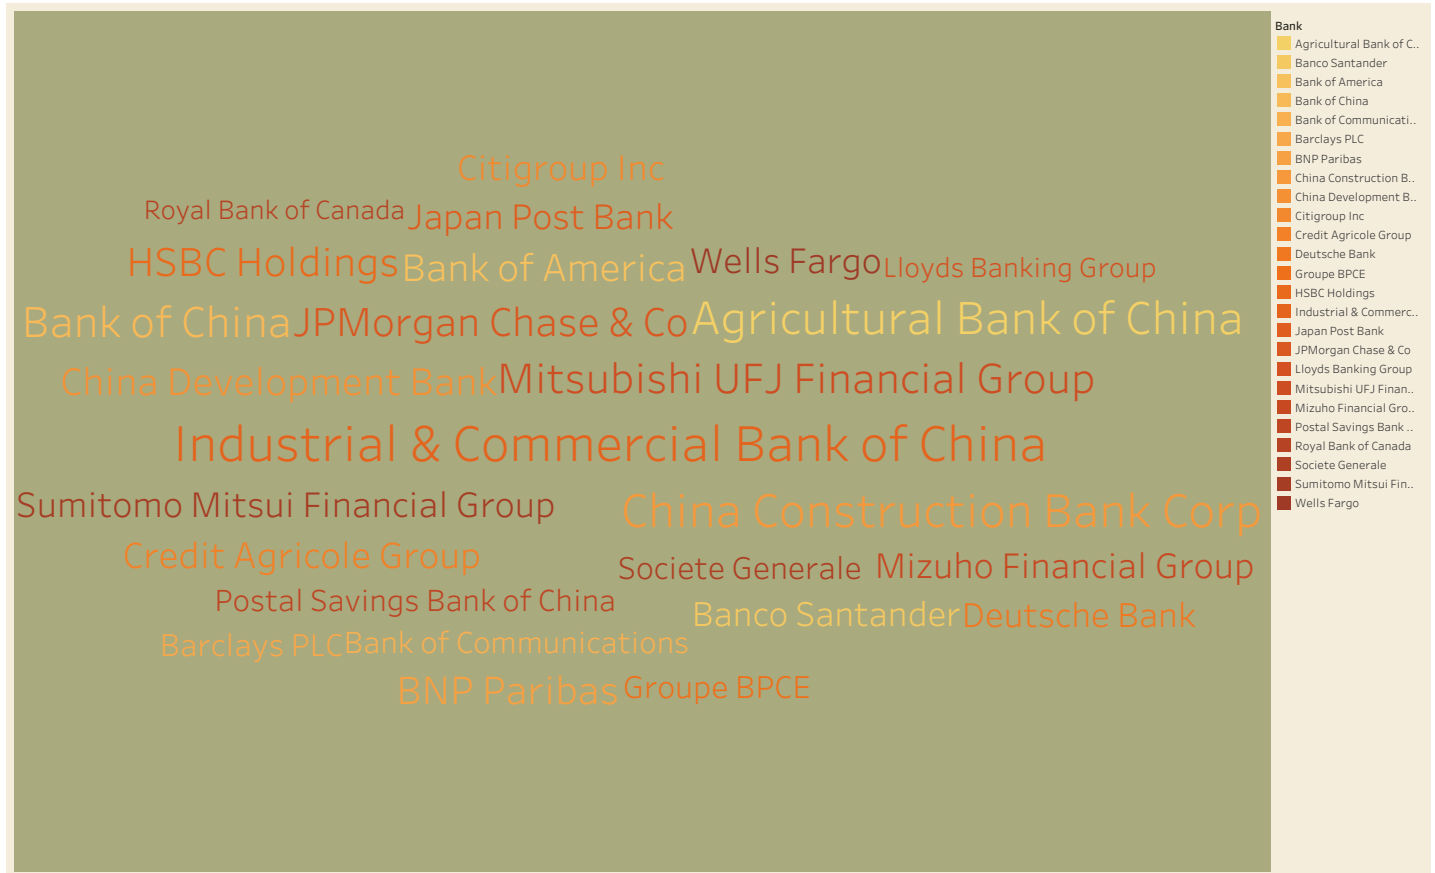 Citigroup Inc
Royal Bank of Canada Japan Post Bank
HSBC Holdings Bank of America Wells Fargo Lloyds Banking Group
Bank of China JPMorgan Chase & Co Agricultural Bank of China
China Development Bank Mitsubishi UFJ Financial Group
Industrial & Commercial Bank of China
Sumitomo Mitsui Financial Group China Construction Bank Corp
Credit Agricole Group Societe Generale Mizuho Financial Group
Postal Savings Bank of China Banco Santander Deutsche Bank
Barclays PLC Bank of Communications
BNP Paribas Groupe BPCE
Bank
Agricultural Bank of C..
Banco Santander
Bank of America
Bank of China
Bank of Communicati..
Barclays PLC
BNP Paribas
China Construction B..
China Development B..
Citigroup Inc
Credit Agricole Group
Deutsche Bank
Groupe BPCE
HSBC Holdings
Industrial & Commerc..
Japan Post Bank
JPMorgan Chase & Co
Lloyds Banking Group
Mitsubishi UFJ Finan..
Mizuho Financial Gro..
Postal Savings Bank ..
Royal Bank of Canada
Societe Generale
Sumitomo Mitsui Fin..
Wells Fargo